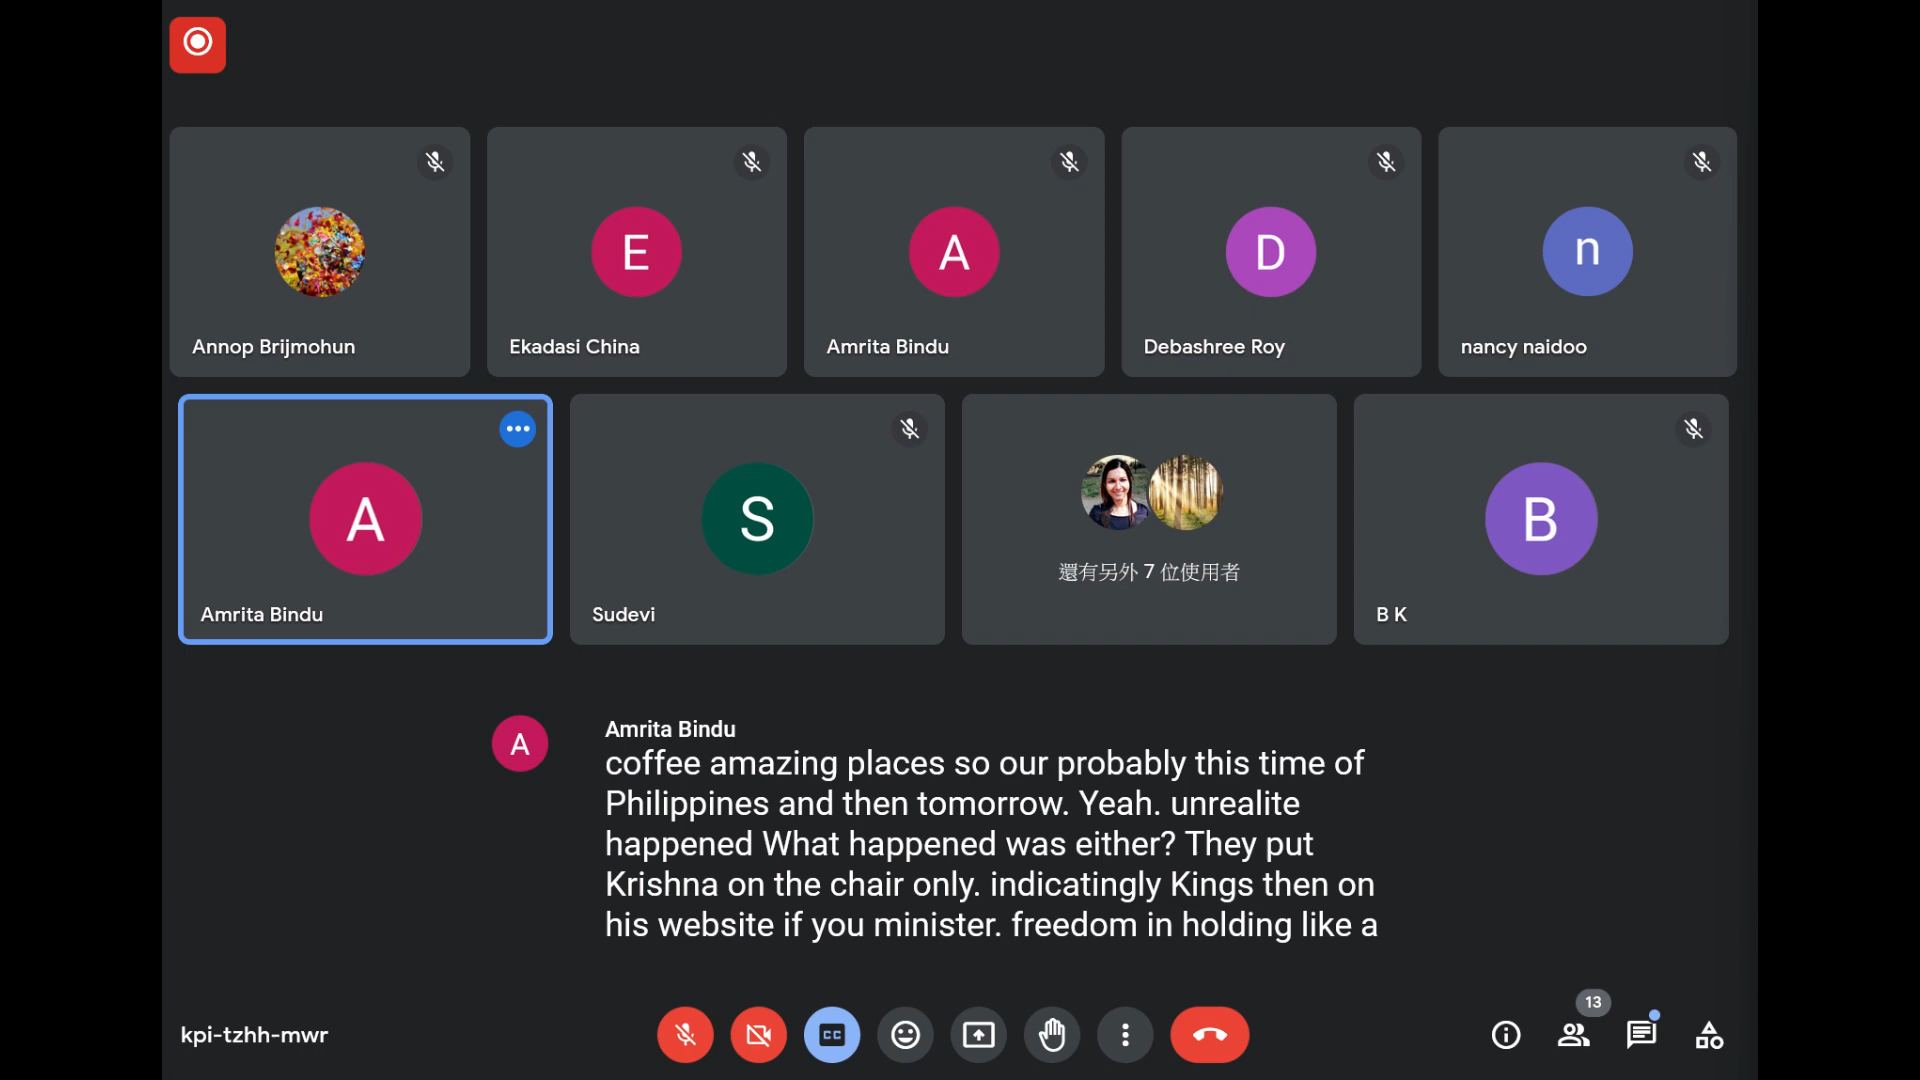 Annop Brijmohun
E
Ekadasi China
A
Amrita Bindu
D
Debashree Roy
n
nancy naidoo
A
Amrita Bindu
S
Sudevi
還有另外 7 位使用者
B
B K
A
Amrita Bindu
coffee amazing places so our probably this time of
Philippines and then tomorrow. Yeah. unrealite
happened What happened was either? They put
Krishna on the chair only. indicatingly Kings then on
his website if you minister. freedom in holding like a
kpi-tzhh-mwr
CC
13